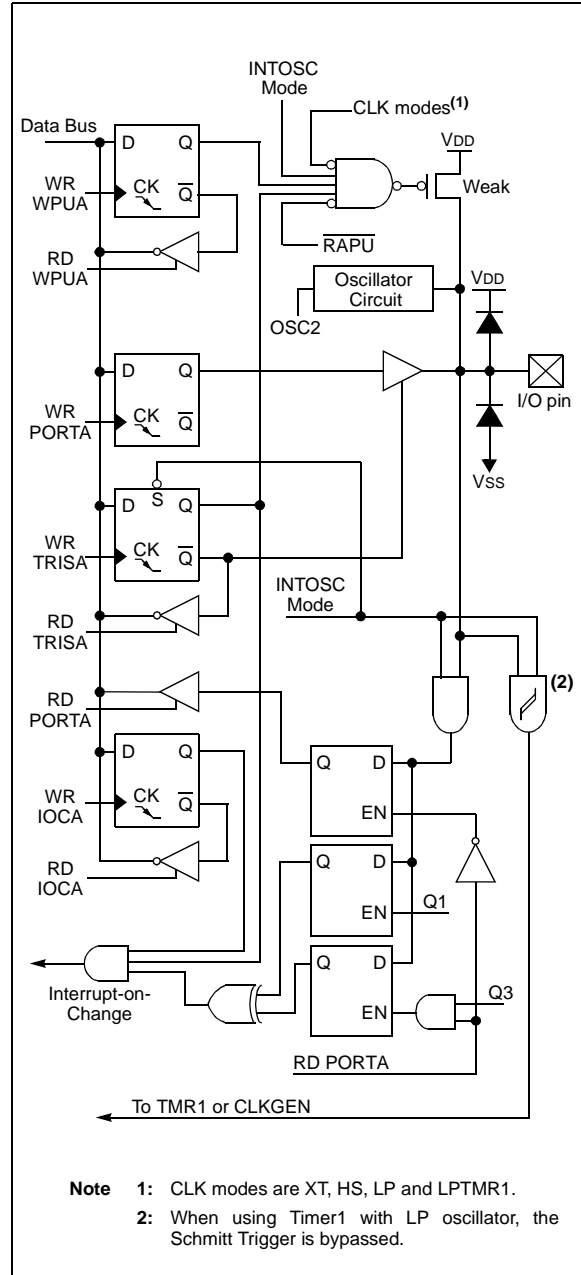 INTOSC
Mode
CLK modes(1)
Data Bus
VDD
D Q
WR
WPUA
CK Q
Weak
RD
WPUA
RAPU
Oscillator
Circuit
VDD
OSC2
D Q
I/O pin
WR
PORTA
CK Q
VSS
D S Q
WR
TRISA
CK Q
INTOSC
Mode
RD
TRISA
(2)
RD
PORTA
D Q
Q D
WR
IOCA
CK Q
EN
RD
IOCA
Q D
EN Q1
Q D
Interrupt-on-
Change
EN
Q3
RD PORTA
To TMR1 or CLKGEN
Note 1: CLK modes are XT, HS, LP and LPTMR1.
2: When using Timer1 with LP oscillator, the
Schmitt Trigger is bypassed.